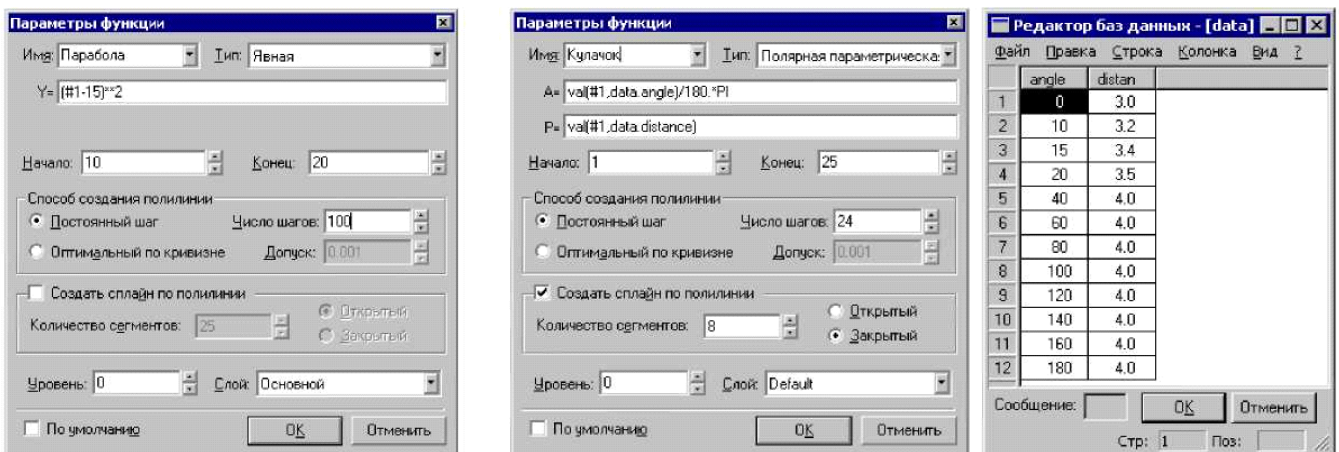 Параметры функции
Имя: Парабола Тип: Явная
Y= (#1-15)**2
Начало: 10 Конец: 20
Способ создания полилинии
Постоянный шаг Число шагов: 100
Оптимальный по кривизне Допуск: 0.001
Создать сплайн по полилинии
Открытый
Количество сегментов: 25
Закрытый
Уровень: 0 Слой: Основной
По умолчанию OK Отменить
Параметры функции
Имя: Кулачок Тип: Полярная параметрическа
A= val(#1,data.angle)/180.*PI
P= val(#1,data.distance)
Начало: 1 Конец: 25
Способ создания полилинии
Постоянный шаг Число шагов: 24
Оптимальный по кривизне Допуск: 0.001
Создать сплайн по полилинии
Открытый
Количество сегментов: 8
Закрытый
Уровень: 0 Слой: Default
По умолчанию OK Отменить
Редактор баз данных - [data]
Файл Правка Строка Колонка Вид ?
angle distan
1 0 3.0
2 10 3.2
3 15 3.4
4 20 3.5
5 40 4.0
6 60 4.0
7 80 4.0
8 100 4.0
9 120 4.0
10 140 4.0
11 160 4.0
12 180 4.0
Сообщение: OK Отменить
Стр: 1 Поз: